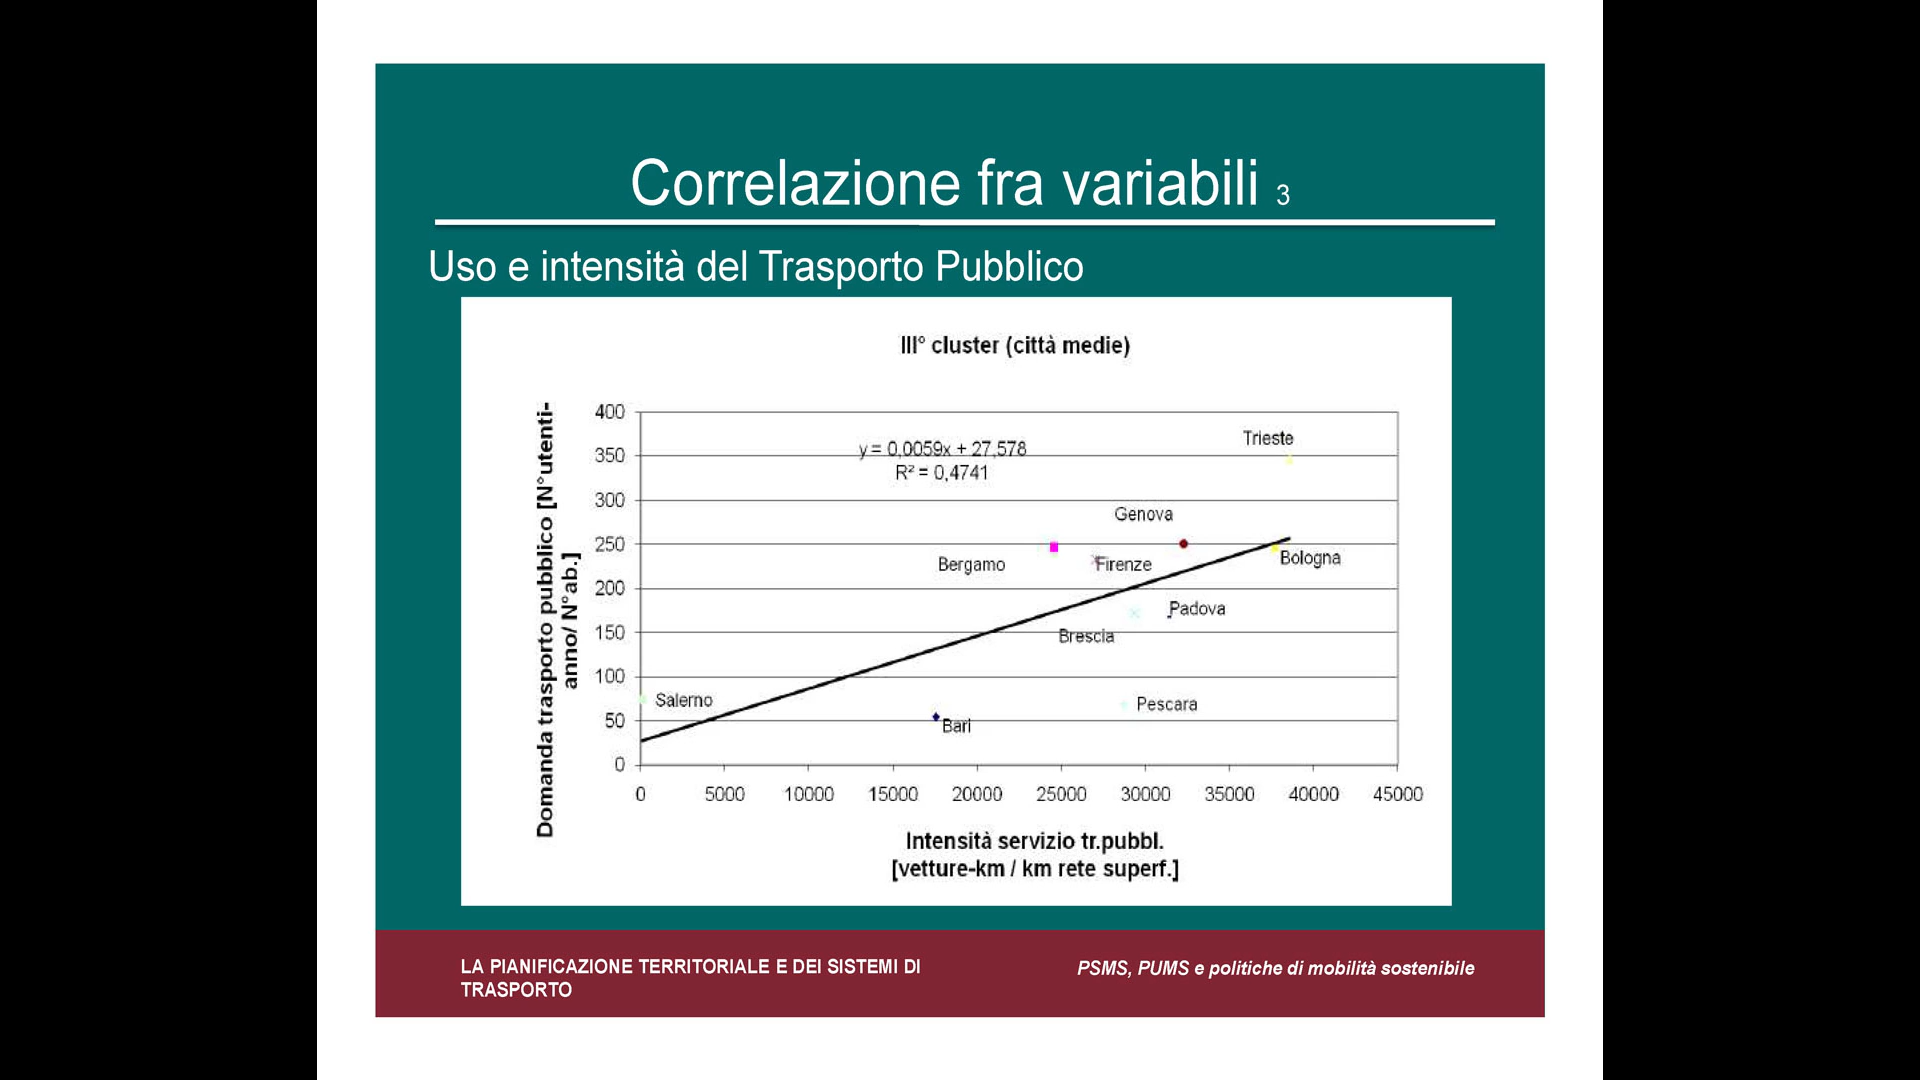 Correlazione fra variabili 3
Uso e intensità del Trasporto Pubblico
III° cluster (città medie)
Domanda trasporto pubblico [N°utenti-
anno/ N°ab.]
400
350
300
250
200
150
100
50
0
y = 0,0059x + 27,578
R² = 0,4741
Trieste
Genova
Bergamo
Firenze
Bologna
Padova
Brescia
Salerno
Pescara
Bari
0 5000 10000 15000 20000 25000 30000 35000 40000 45000
Intensità servizio tr.pubbl.
[vetture-km / km rete superf.]
LA PIANIFICAZIONE TERRITORIALE E DEI SISTEMI DI
TRASPORTO
PSMS, PUMS e politiche di mobilità sostenibile